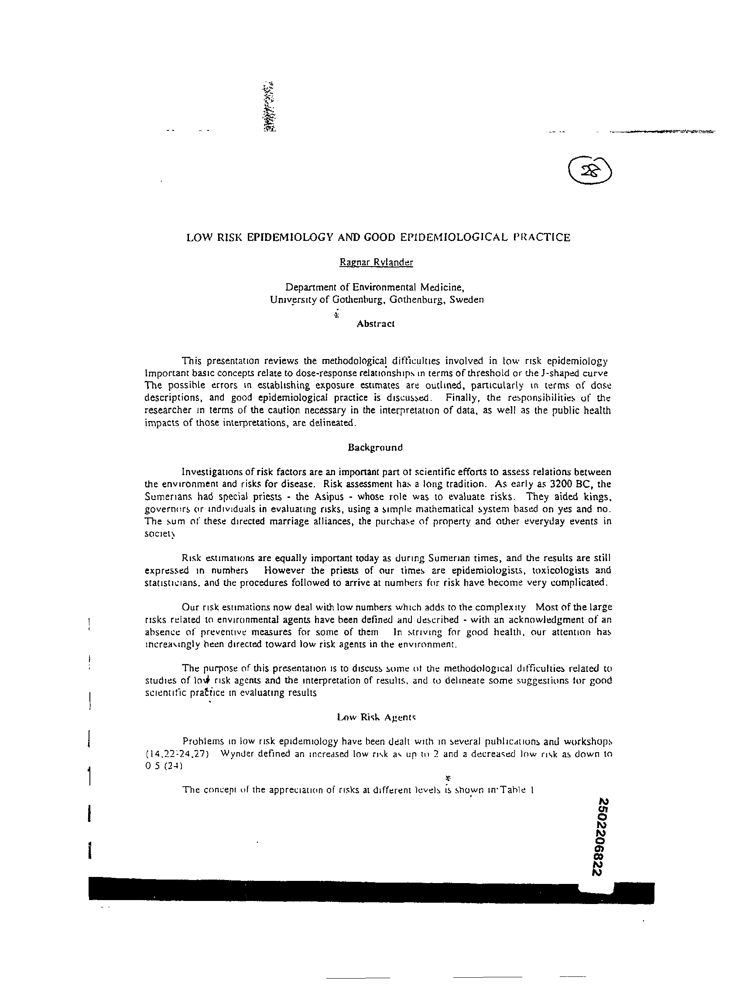 28
LOW RISK EPIDEMIOLOGY AND GOOD EPIDEMIOLOGICAL PRACTICE
Ragnar Rylander
Department of Environmental Medicine,
University of Gothenburg, Gothenburg, Sweden
Abstract
This presentation reviews the methodological difficulties involved in low risk epidemiology
Important basic concepts relate to dose-response relationships in terms of threshold or the J-shaped curve
The possible errors in establishing exposure estimates are outlined, particularly in terms of dose
descriptions, and good epidemiological practice is discussed. Finally, the responsibilities of the
researcher in terms of the caution necessary in the interpretation of data, as well as the public health
impacts of those interpretations, are delineated.
Background
Investigations of risk factors are an important part of scientific efforts to assess relations between
the environment and risks for disease. Risk assessment has a long tradition. As early as 3200 BC, the
Sumerians had special priests - the Asipus - whose role was to evaluate risks. They aided kings,
governors or individuals in evaluating risks, using a simple mathematical system based on yes and no.
The sum of these directed marriage alliances, the purchase of property and other everyday events in
society
Risk estimations are equally important today as during Sumerian times, and the results are still
expressed in numbers However the priests of our times are epidemiologists, toxicologists and
statisticians, and the procedures followed to arrive at numbers for risk have become very complicated.
Our risk estimations now deal with low numbers which adds to the complexity Most of the large
risks related to environmental agents have been defined and described - with an acknowledgment of an
absence of preventive measures for some of them In striving for good health, our attention has
increasingly been directed toward low risk agents in the environment.
The purpose of this presentation is to discuss some of the methodological difficulties related to
studies of low risk agents and the interpretation of results, and to delineate some suggestions for good
scientific practice in evaluating results
Low Risk Agents
Problems in low risk epidemiology have been dealt with in several publications and workshops
(14,22-24,27) Wynder defined an increased low risk as up to 2 and a decreased low risk as down to
0 5 (24)
The concept of the appreciation of risks at different levels is shown in Table 1
2502206822